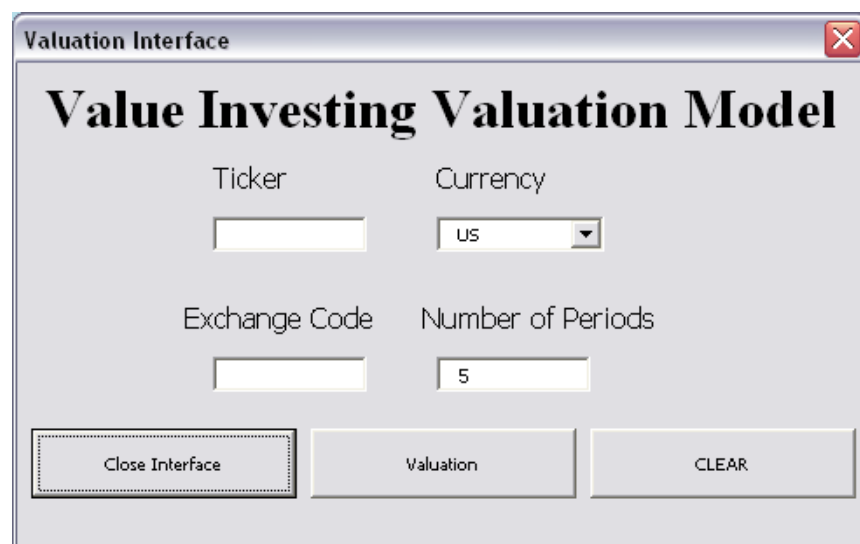 Valuation Interface
Value Investing Valuation Model
Ticker Currency
US
Exchange Code Number of Periods
5
Close Interface Valuation CLEAR